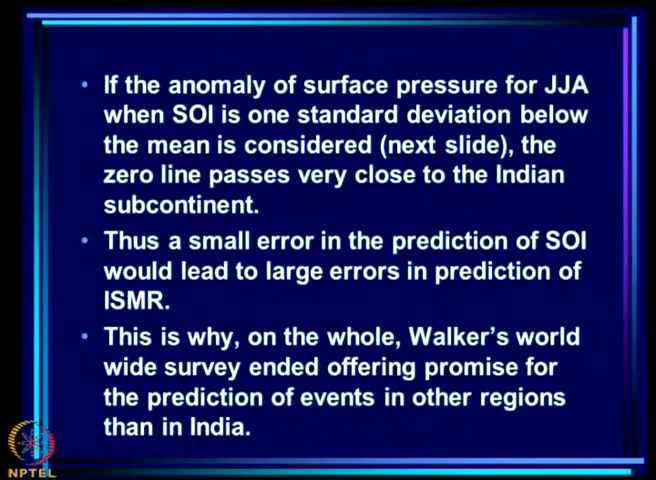 • If the anomaly of surface pressure for JJA
when SOI is one standard deviation below
the mean is considered (next slide), the
zero line passes very close to the Indian
subcontinent.
• Thus a small error in the prediction of SOI
would lead to large errors in prediction of
ISMR.
• This is why, on the whole, Walker's world
wide survey ended offering promise for
the prediction of events in other regions
than in India.
NPTEL